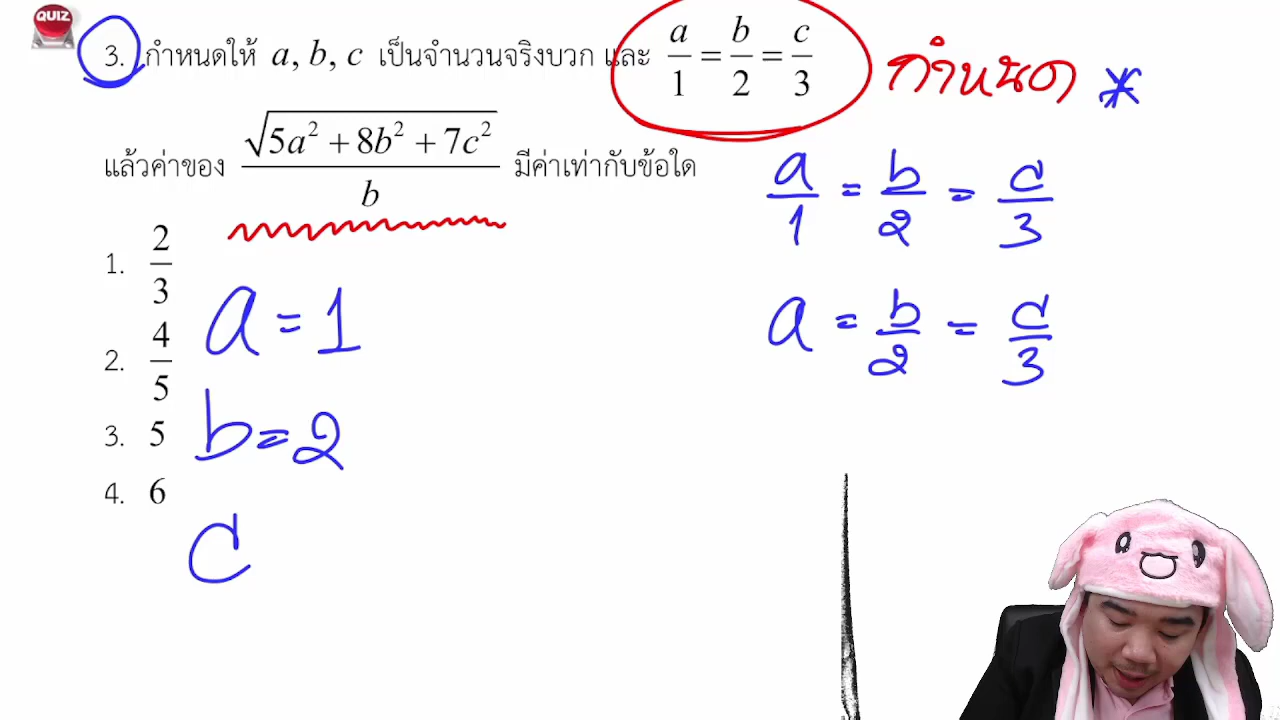 QUIZ
3. กำหนดให้ a, b, c เป็นจำนวนจริงบวก และ a/1 = b/2 = c/3
กำหนด *
แล้วค่าของ √(5a² + 8b² + 7c²)/b มีค่าเท่ากับข้อใด
1. 2/3
2. 4/5
3. 5
4. 6
a = 1
b = 2
c
a/1 = b/2 = c/3
a = b/2 = c/3